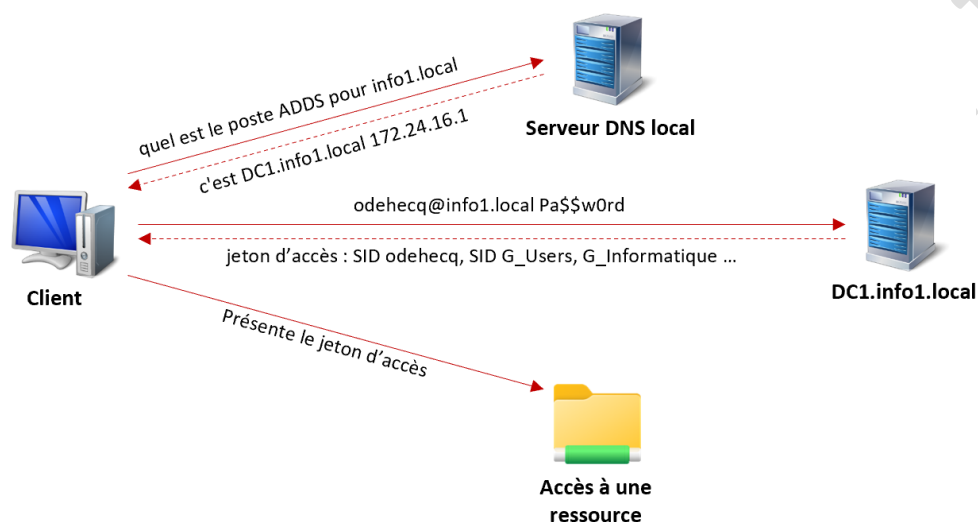 quel est le poste ADDS pour info1.local
c'est DC1.info1.local 172.24.16.1
Serveur DNS local
odehecq@info1.local Pa$$w0rd
jeton d’accès : SID odehecq, SID G_Users, G_Informatique ...
Client
DC1.info1.local
Présente le jeton d’accès
Accès à une
ressource